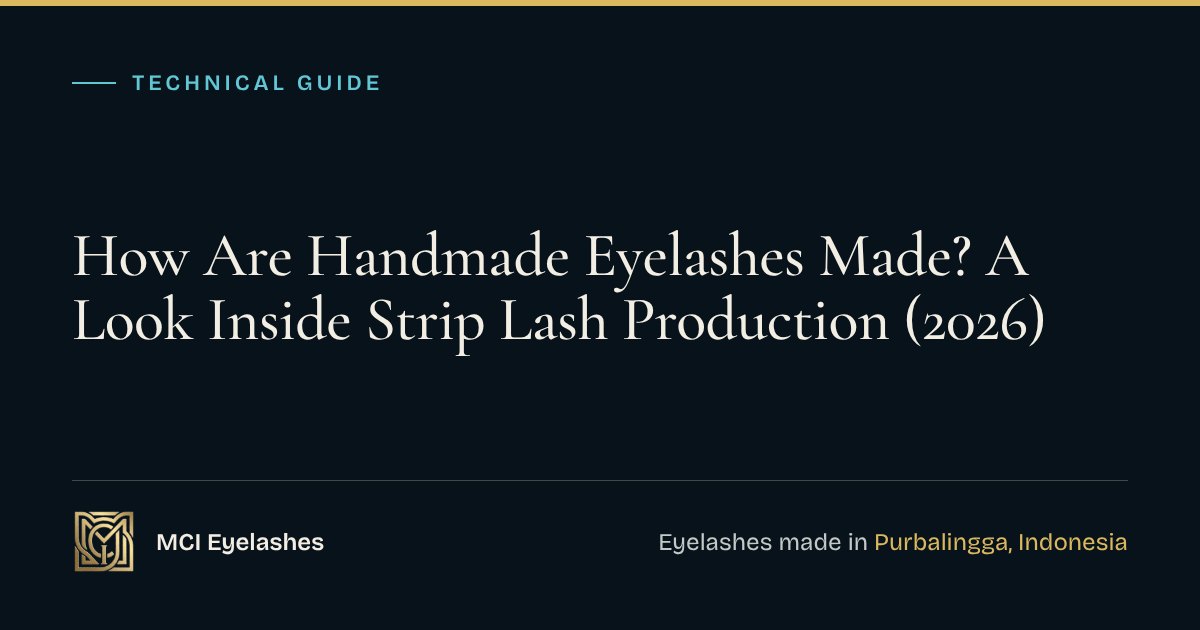 TECHNICAL GUIDE
How Are Handmade Eyelashes Made? A
Look Inside Strip Lash Production (2026)
MCI Eyelashes
Eyelashes made in Purbalingga, Indonesia